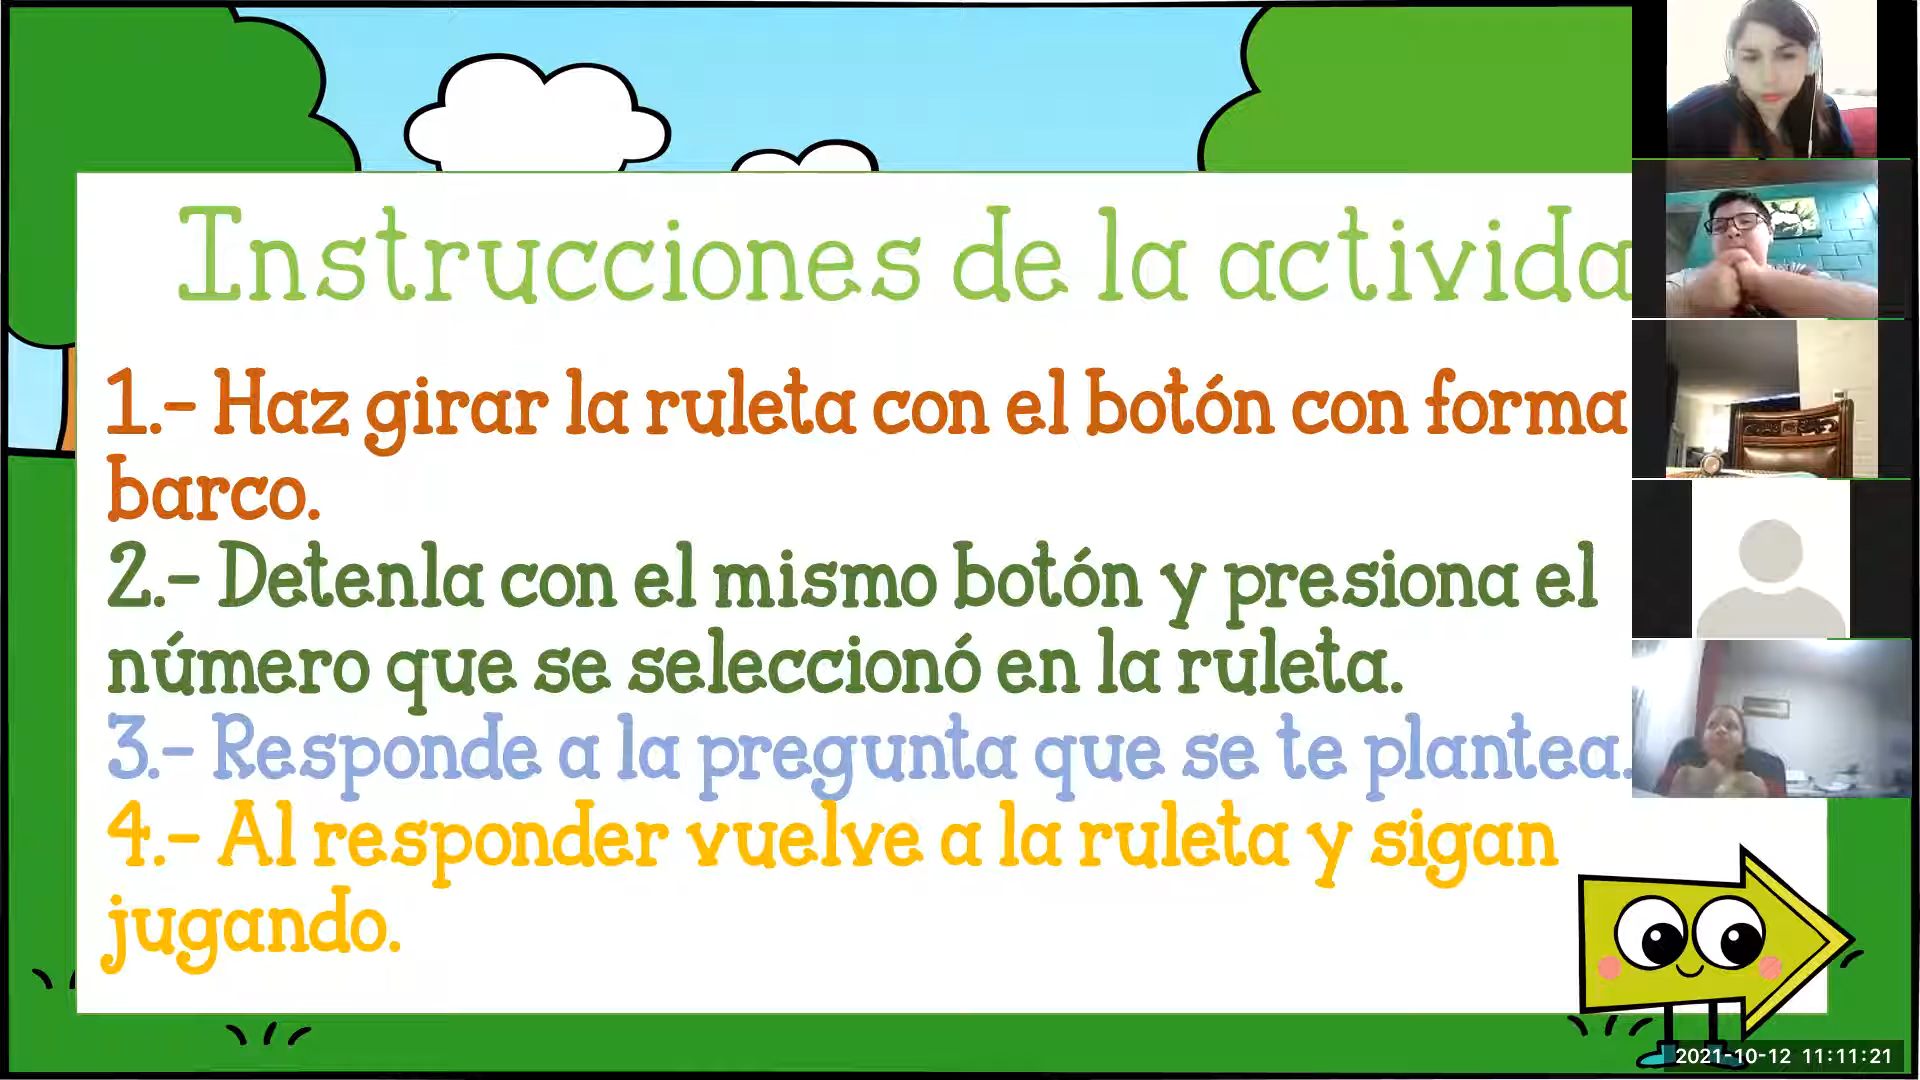 Instrucciones de la activida
1.- Haz girar la ruleta con el botón con forma
barco.
2.- Detenla con el mismo botón y presiona el
número que se seleccionó en la ruleta.
3.- Responde a la pregunta que se te plantea.
4.- Al responder vuelve a la ruleta y sigan
jugando.
2021-10-12 11:11:21